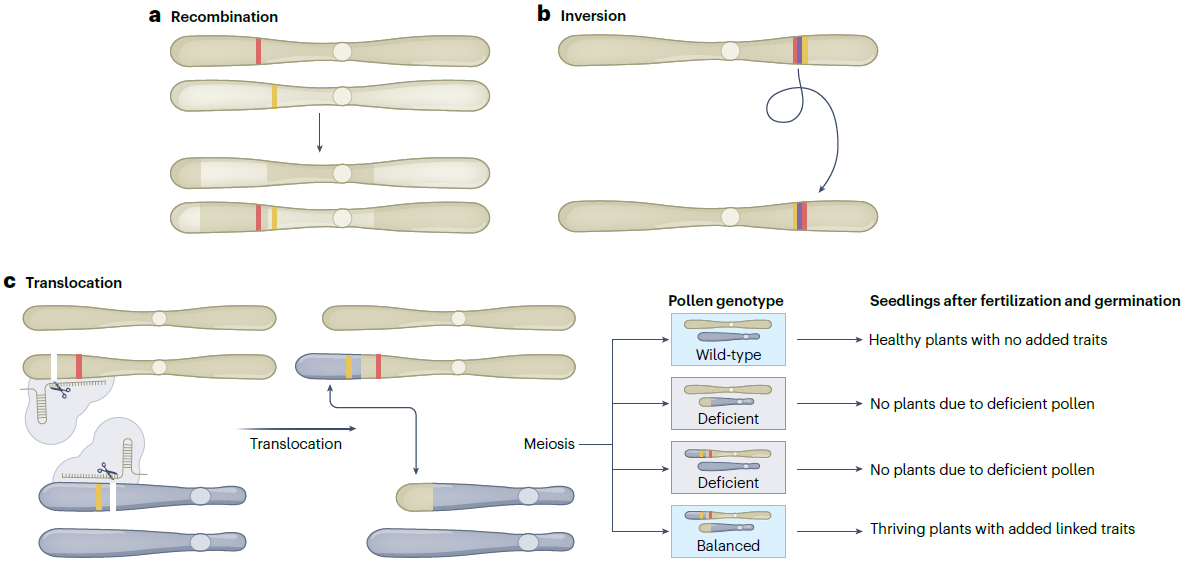 a Recombination
b Inversion
c Translocation
Translocation
Meiosis
Pollen genotype
Seedlings after fertilization and germination
Wild-type
Healthy plants with no added traits
Deficient
No plants due to deficient pollen
Deficient
No plants due to deficient pollen
Balanced
Thriving plants with added linked traits